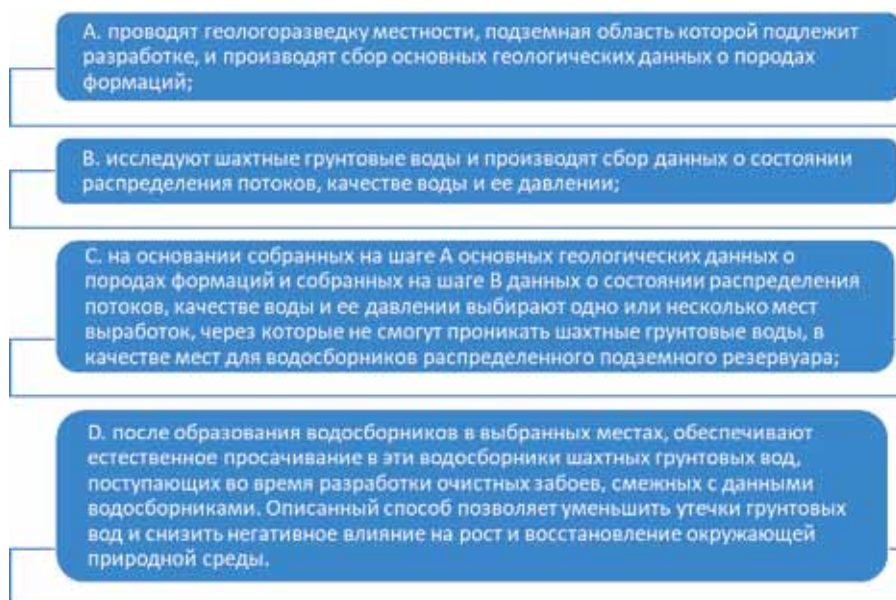 А. проводят геологоразведку местности, подземная область которой подлежит
разработке, и производят сбор основных геологических данных о породах
формаций;
В. исследуют шахтные грунтовые воды и производят сбор данных о состоянии
распределения потоков, качестве воды и ее давлении;
С. на основании собранных на шаге А основных геологических данных о
породах формаций и собранных на шаге В данных о состоянии распределения
потоков, качестве воды и ее давлении выбирают одно или несколько мест
выработок, через которые не смогут проникать шахтные грунтовые воды, в
качестве мест для водосборников распределенного подземного резервуара;
D. после образования водосборников в выбранных местах, обеспечивают
естественное просачивание в эти водосборники шахтных грунтовых вод,
поступающих во время разработки очистных забоев, смежных с данными
водосборниками. Описанный способ позволяет уменьшить утечки грунтовых
вод и снизить негативное влияние на рост и восстановление окружающей
природной среды.